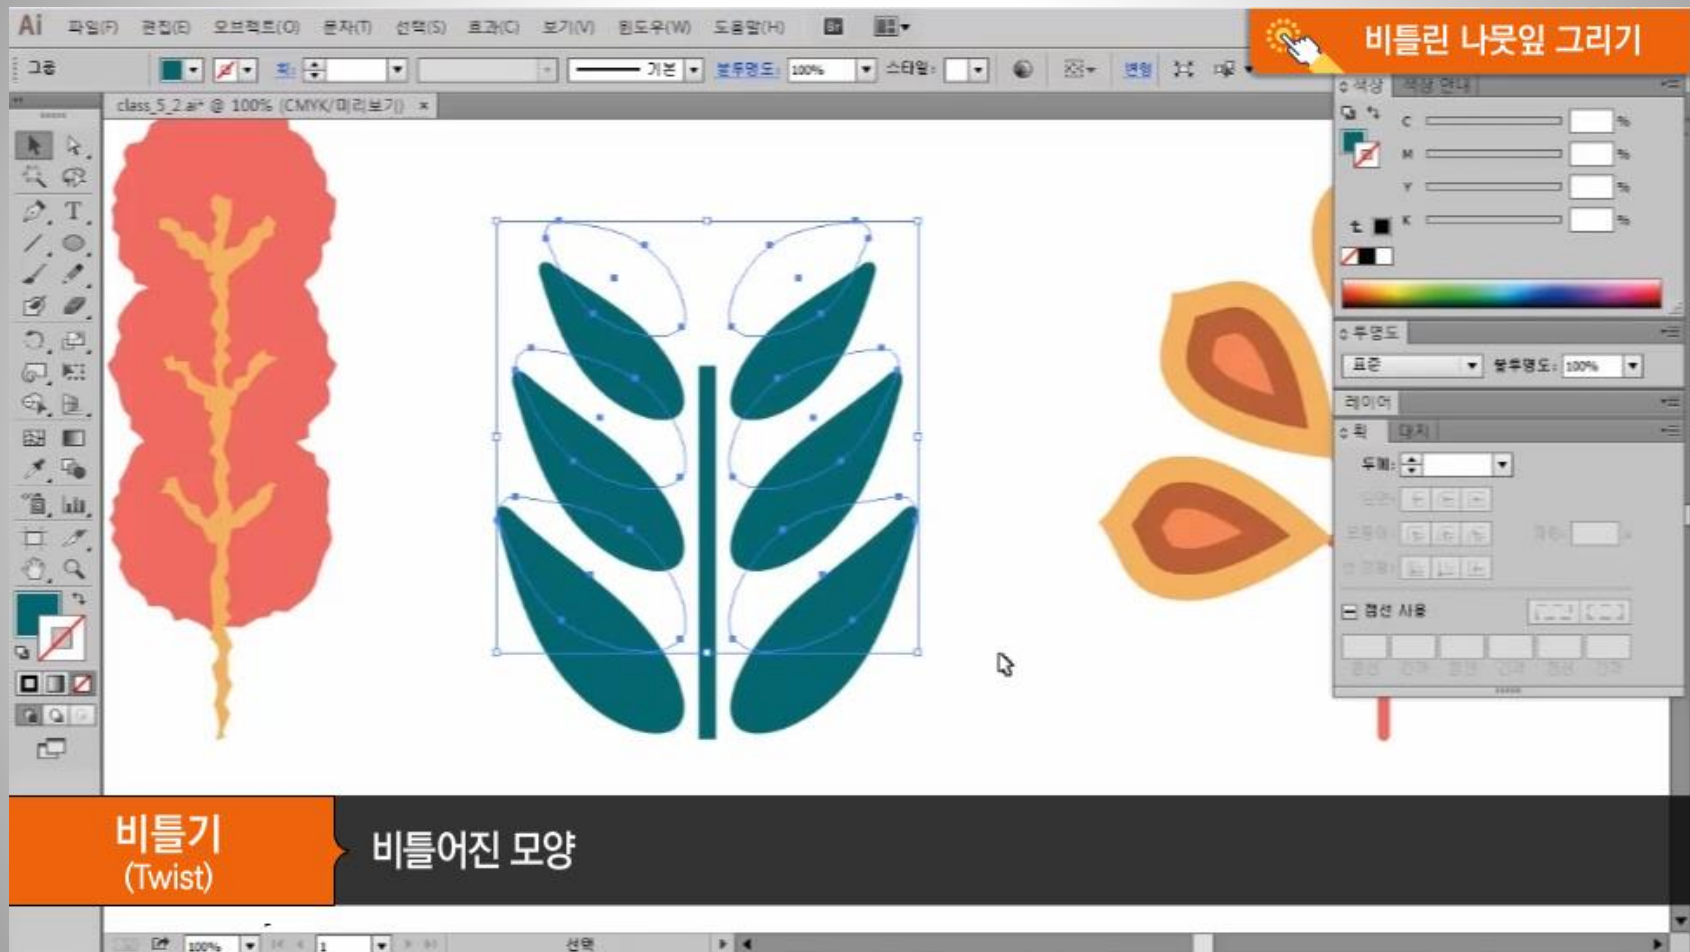 Ai 파일(F) 편집(E) 오브젝트(O) 문자(T) 선택(S) 효과(C) 보기(V) 윈도우(W) 도움말(H) Br
비틀린 나뭇잎 그리기
그룹 획: 기본 불투명도: 100% 스타일: 변형
class_5_2.ai* @ 100% (CMYK/미리보기) ×
색상 색상 안내
C %
M %
Y %
K %
투명도
표준 불투명도: 100%
레이어
획 대지
두께:
점선 사용
비틀기
(Twist)
비틀어진 모양
100% 1 선택